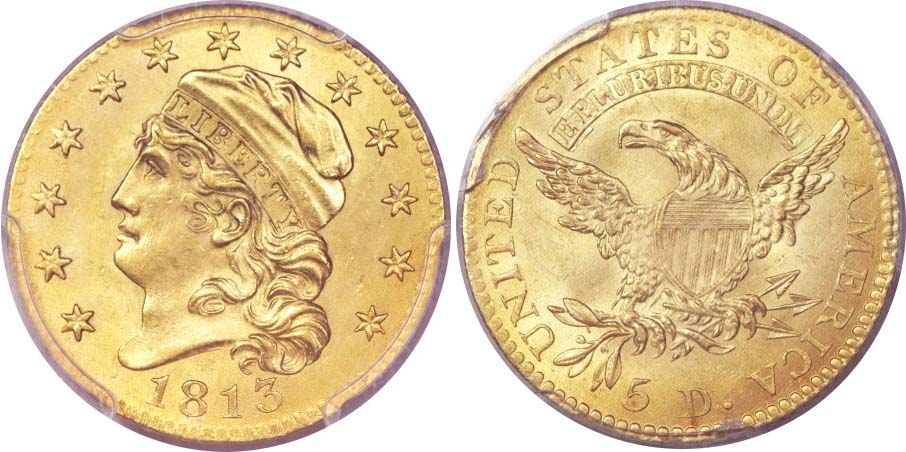 LIBERTY
1813
UNITED STATES OF AMERICA
E PLURIBUS UNUM
5 D.